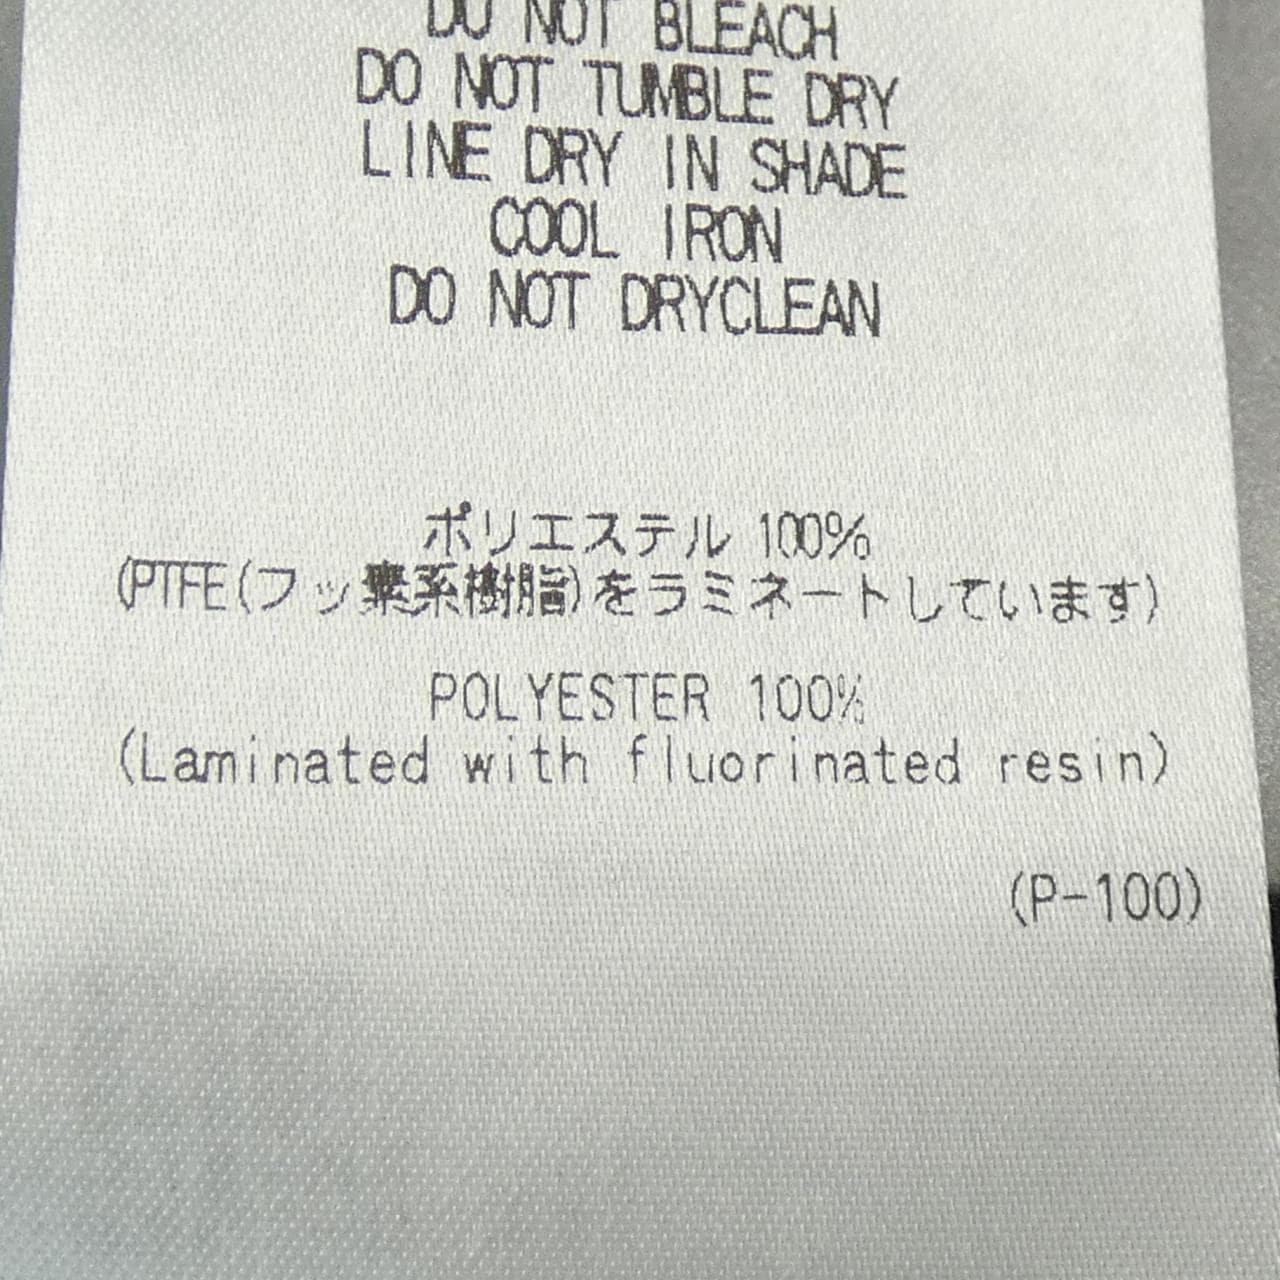 DO NOT BLEACH
DO NOT TUMBLE DRY
LINE DRY IN SHADE
COOL IRON
DO NOT DRYCLEAN
ポリエステル 100%
(PTFE(フッ素系樹脂)をラミネートしています)
POLYESTER 100%
(Laminated with fluorinated resin)
(P-100)